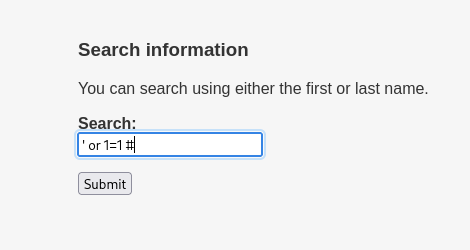 Search information
You can search using either the first or last name.
Search:
' or 1=1 #
Submit